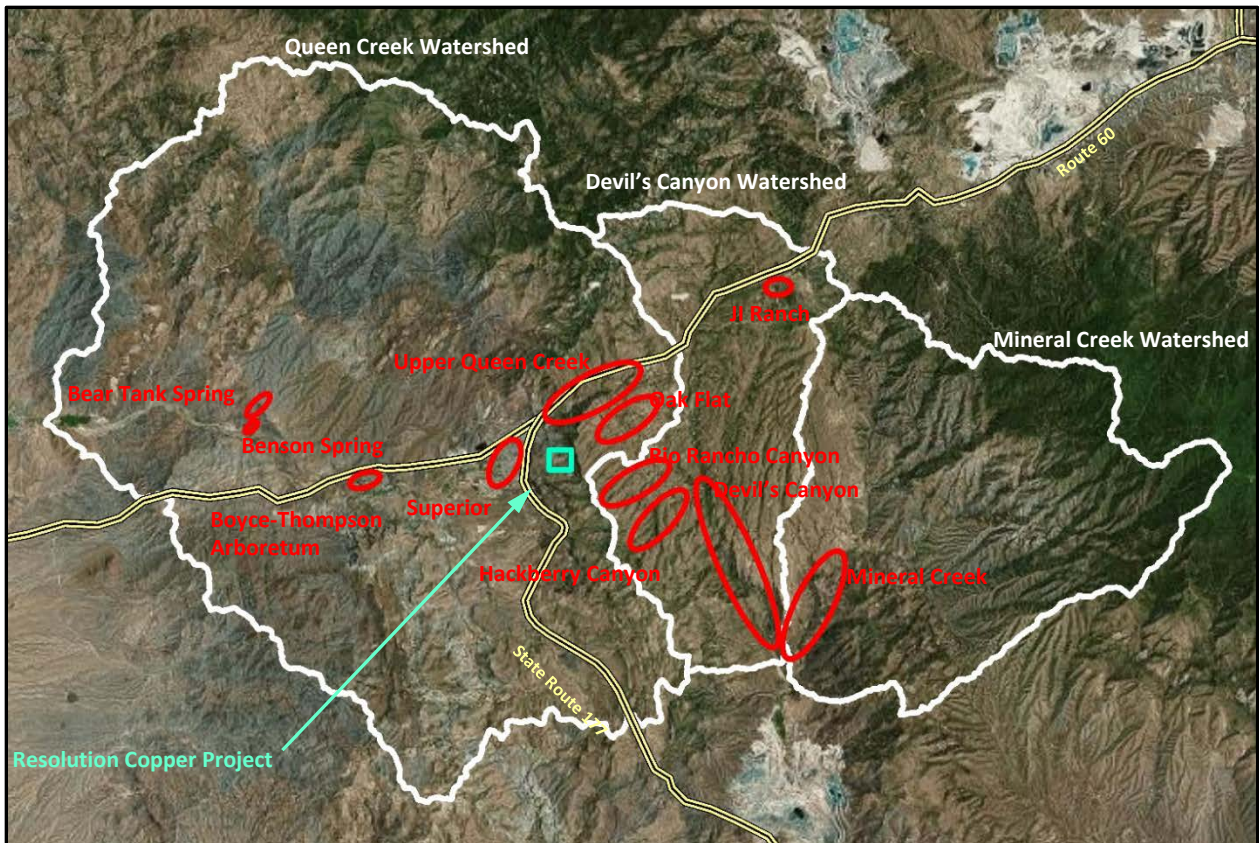 Queen Creek Watershed
Route 60
Devil's Canyon Watershed
JI Ranch
Mineral Creek Watershed
Upper Queen Creek
Bear Tank Spring
Oak Flat
Benson Spring
Rio Rancho Canyon
Devil's Canyon
Superior
Boyce-Thompson
Arboretum
Hackberry Canyon
Mineral Creek
State Route 177
Resolution Copper Project